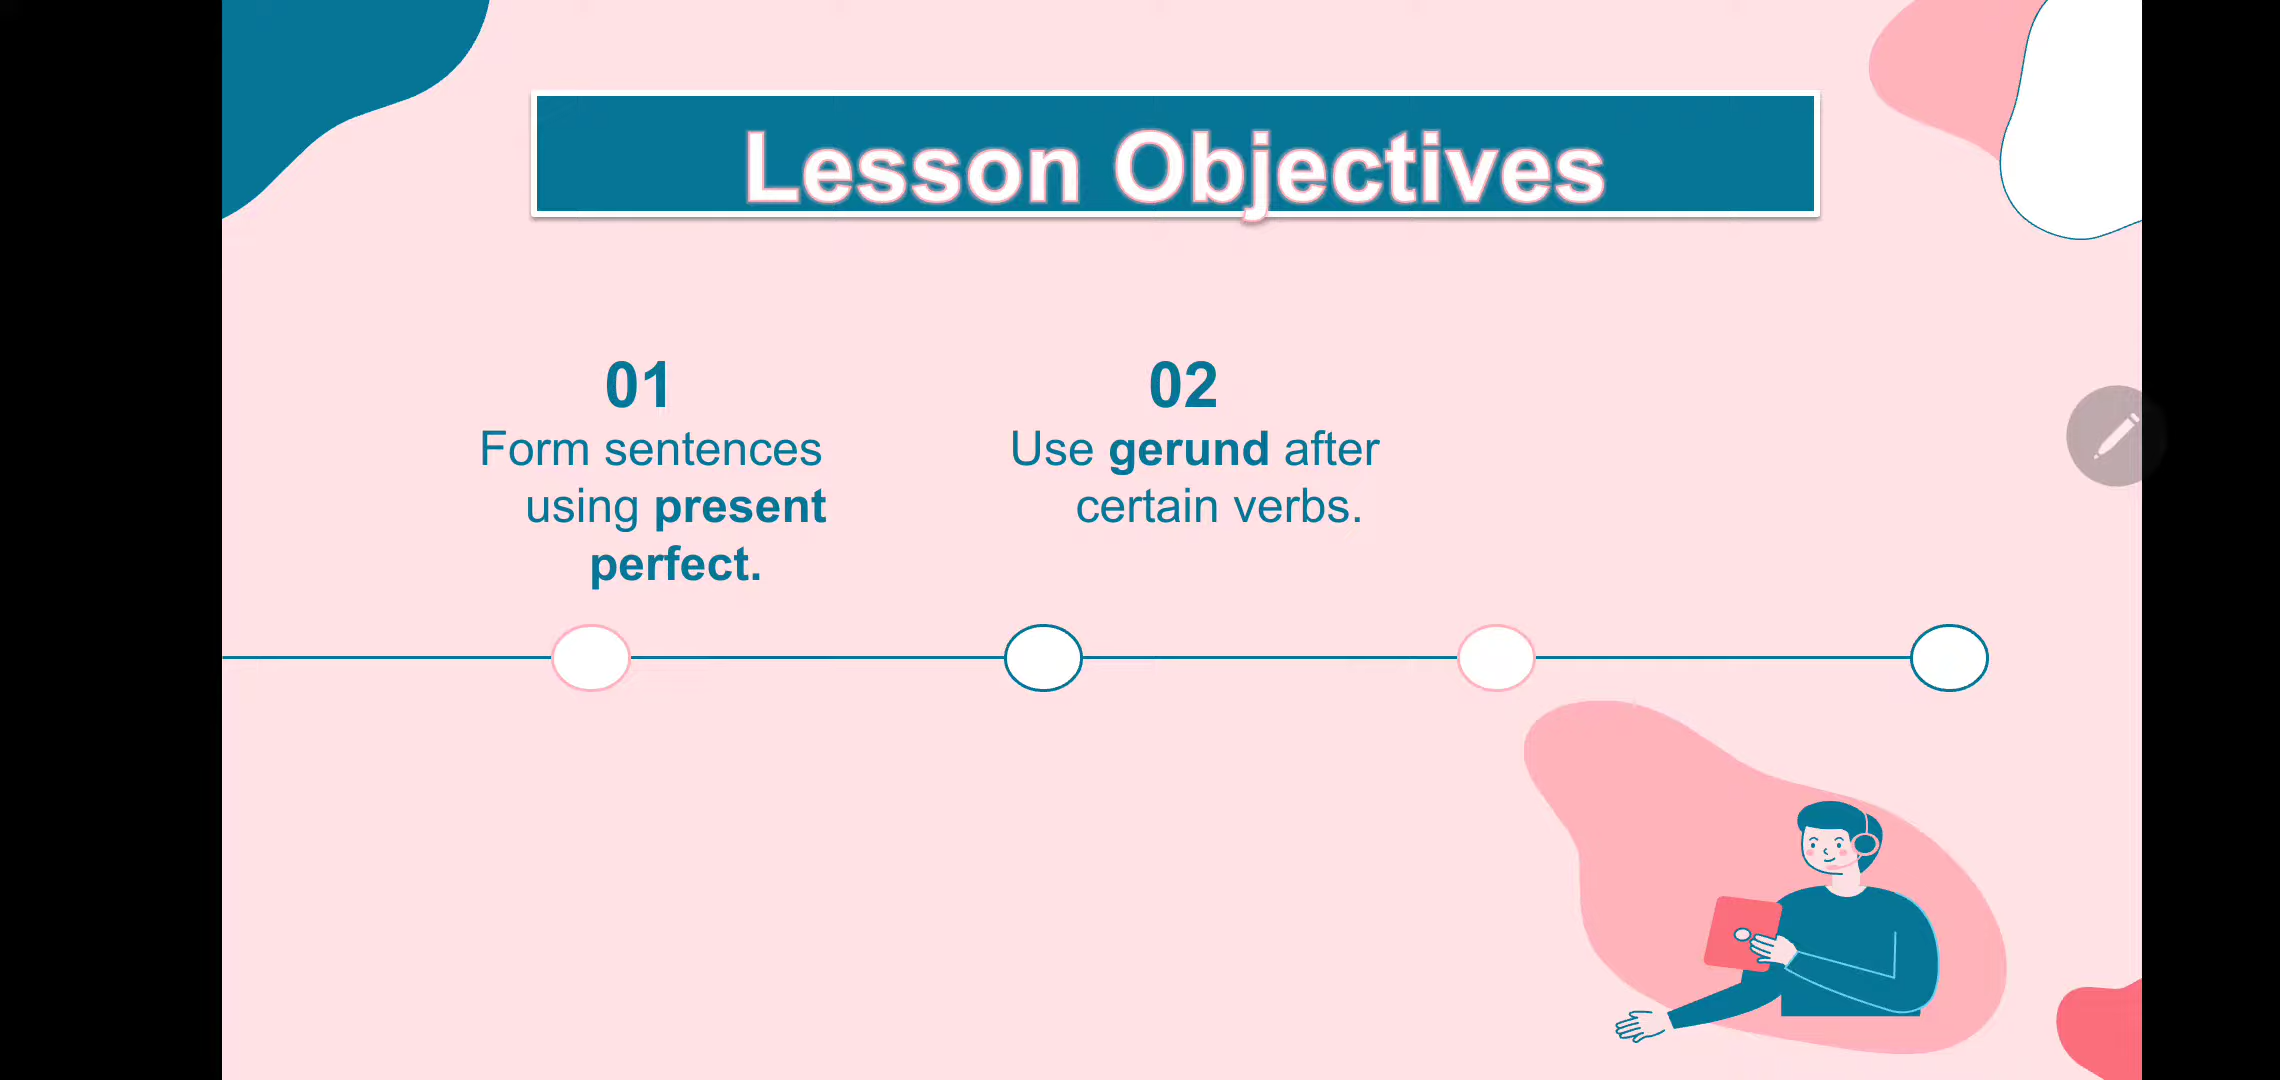 Lesson Objectives
01
Form sentences
using present
perfect.
02
Use gerund after
certain verbs.